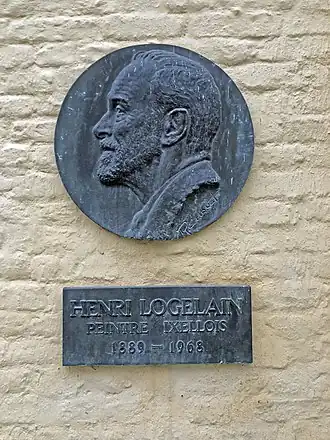 HENRI LOGELAIN
PEINTRE IXELLOIS
1889 - 1968